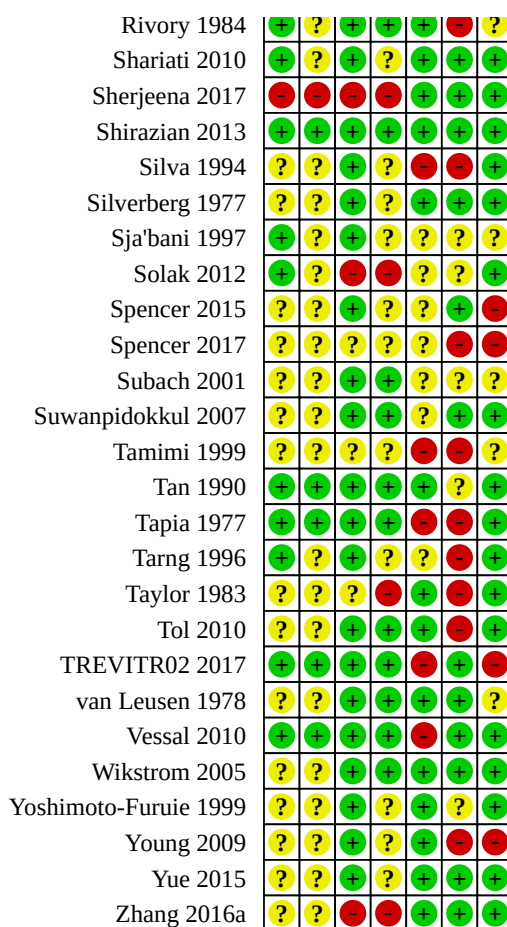 Rivory 1984 + ? + + + - ?
Shariati 2010 + ? + ? + + +
Sherjeena 2017 - - - - + + +
Shirazian 2013 + + + + + + +
Silva 1994 ? ? + ? - - +
Silverberg 1977 ? ? + ? + + +
Sja'bani 1997 + ? + ? ? ? ?
Solak 2012 + ? - - ? ? +
Spencer 2015 ? ? + ? ? + -
Spencer 2017 ? ? ? ? ? - -
Subach 2001 ? ? + + ? ? ?
Suwanpidokkul 2007 ? ? + + ? + +
Tamimi 1999 ? ? ? ? - - ?
Tan 1990 + + + + + ? +
Tapia 1977 + + + + - - +
Tarng 1996 + ? + ? ? - +
Taylor 1983 ? ? ? - + - +
Tol 2010 ? ? + + + - +
TREVITR02 2017 + + + + - + -
van Leusen 1978 ? ? + + + + ?
Vessal 2010 + + + + - + +
Wikstrom 2005 ? ? + + + + +
Yoshimoto-Furuie 1999 ? ? + ? + ? +
Young 2009 ? ? + ? + - -
Yue 2015 ? ? + ? + + +
Zhang 2016a ? ? - - + + +